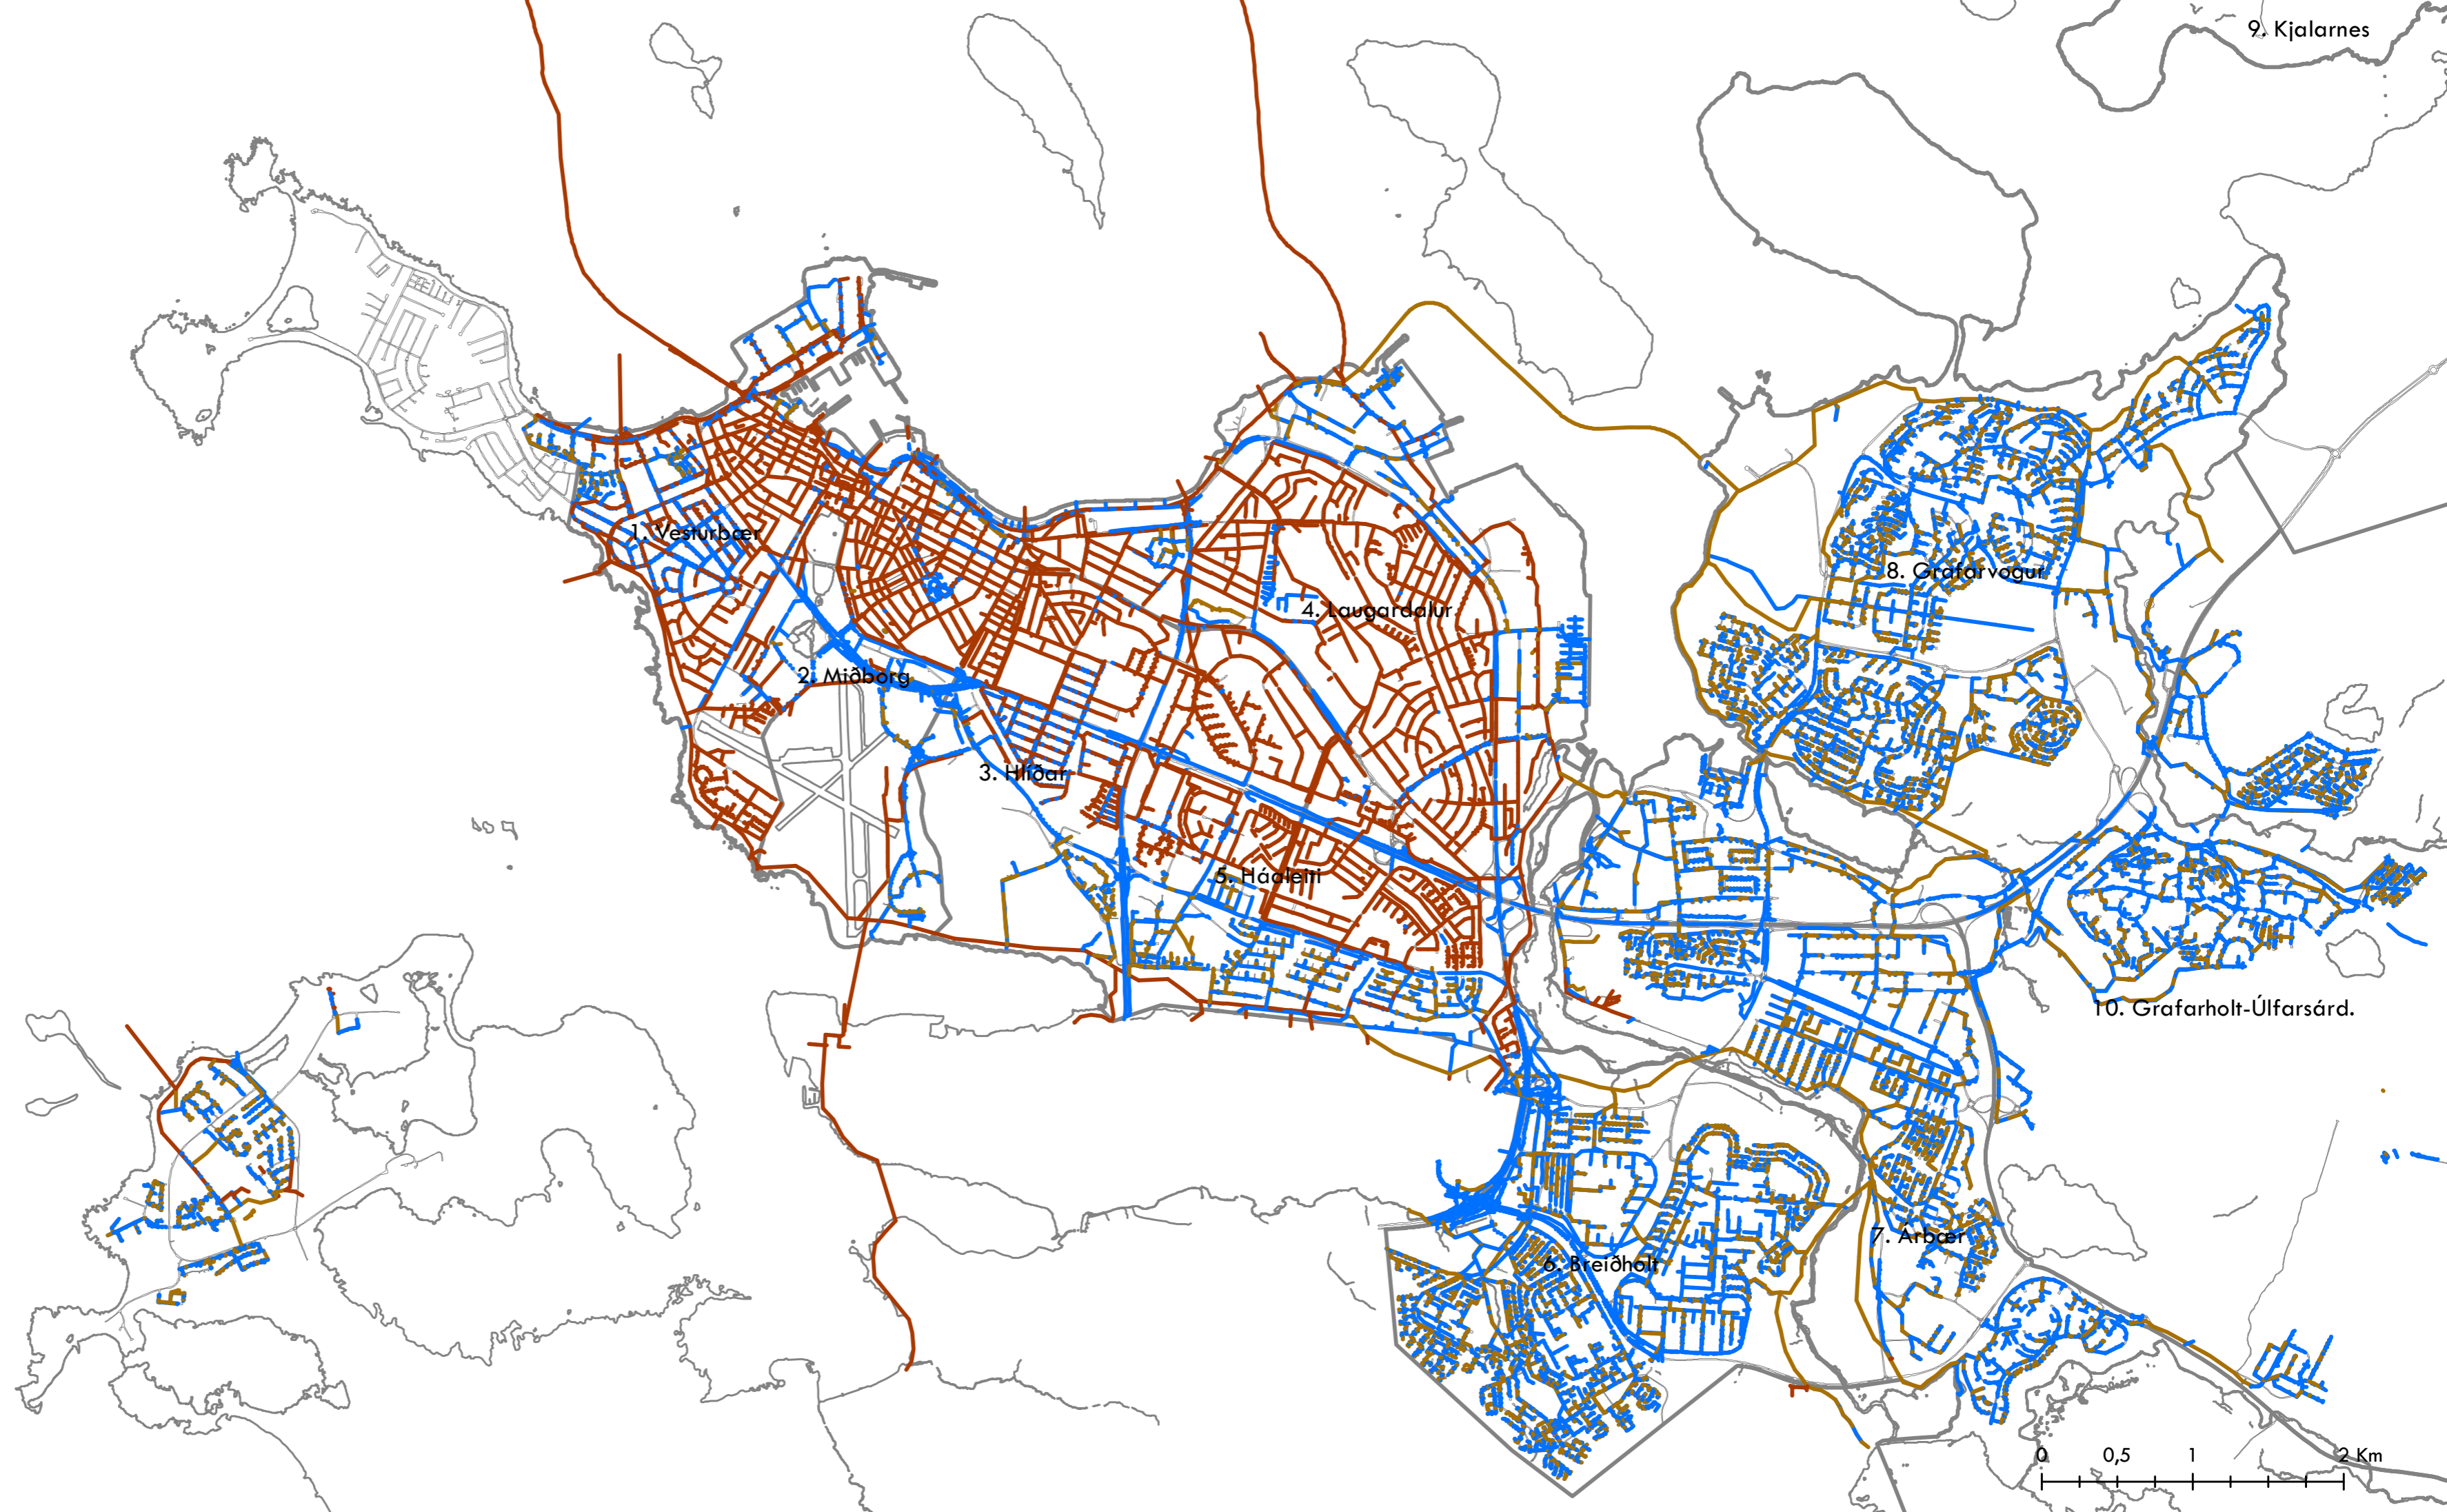 9. Kjalarnes
1. Vesturbær
8. Grafarvogur
4. Laugardalur
2. Miðborg
3. Hlíðar
5. Háaleiti
10. Grafarholt-Úlfarsárd.
7. Árbær
6. Breiðholt
0 0,5 1 2 Km